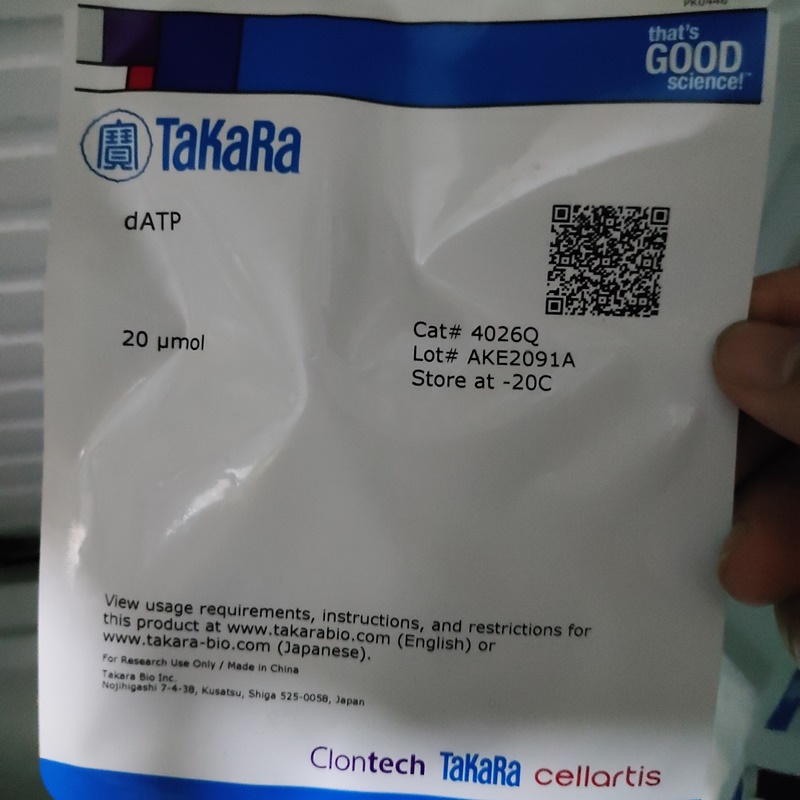 that's
GOOD
science!™
寶 TaKaRa
dATP
20 µmol
Cat# 4026Q
Lot# AKE2091A
Store at -20C
View usage requirements, instructions, and restrictions for
this product at www.takarabio.com (English) or
www.takara-bio.com (Japanese).
For Research Use Only / Made in China
Takara Bio Inc.
Nojihigashi 7-4-38, Kusatsu, Shiga 525-0058, Japan
Clontech TaKaRa cellartis